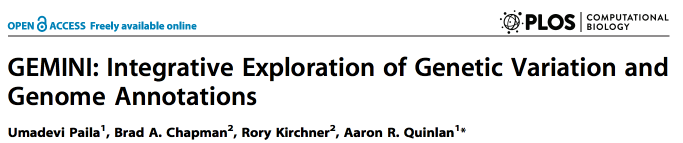 OPEN ACCESS Freely available online
PLOS | COMPUTATIONAL
BIOLOGY
GEMINI: Integrative Exploration of Genetic Variation and
Genome Annotations
Umadevi Paila1, Brad A. Chapman2, Rory Kirchner2, Aaron R. Quinlan1*